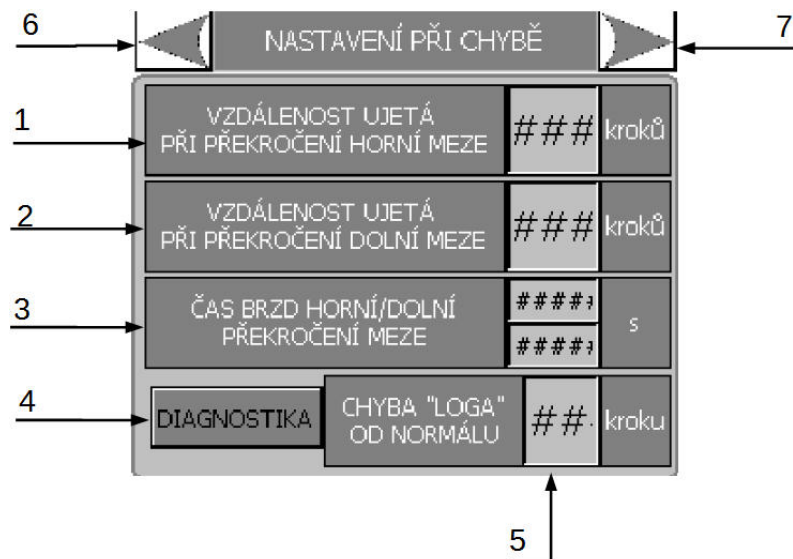 6
NASTAVENÍ PŘI CHYBĚ
7
1
VZDÁLENOST UJETÁ
PŘI PŘEKROČENÍ HORNÍ MEZE
###
kroků
2
VZDÁLENOST UJETÁ
PŘI PŘEKROČENÍ DOLNÍ MEZE
###
kroků
3
ČAS BRZD HORNÍ/DOLNÍ
PŘEKROČENÍ MEZE
####
####
s
4
DIAGNOSTIKA
CHYBA "LOGA"
OD NORMÁLU
##.
kroku
5